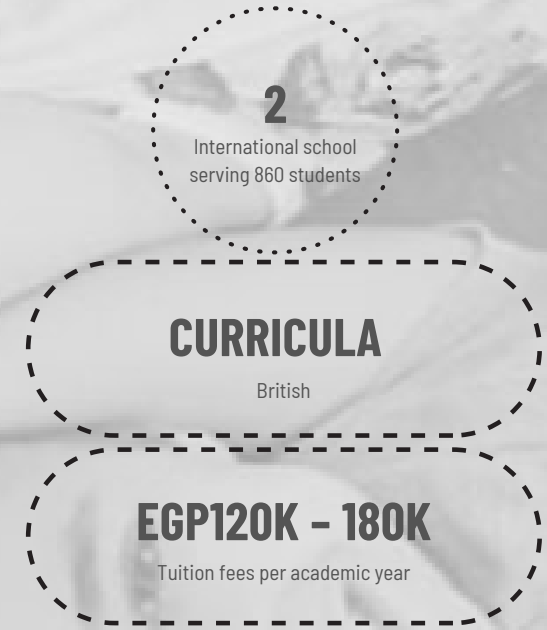 2
International school
serving 860 students
CURRICULA
British
EGP120K – 180K
Tuition fees per academic year